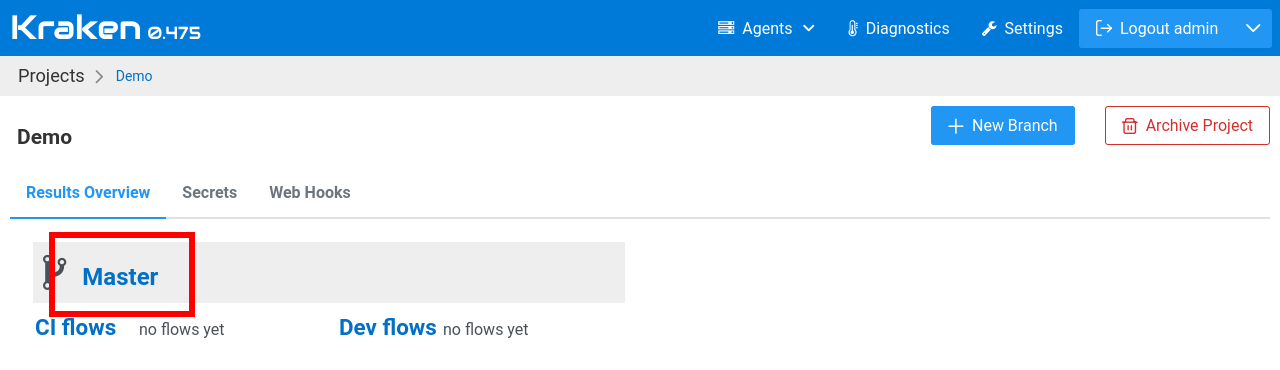 Kraken 0.475 Agents Diagnostics Settings Logout admin
Projects Demo
Demo New Branch Archive Project
Results Overview Secrets Web Hooks
Master
CI flows no flows yet Dev flows no flows yet